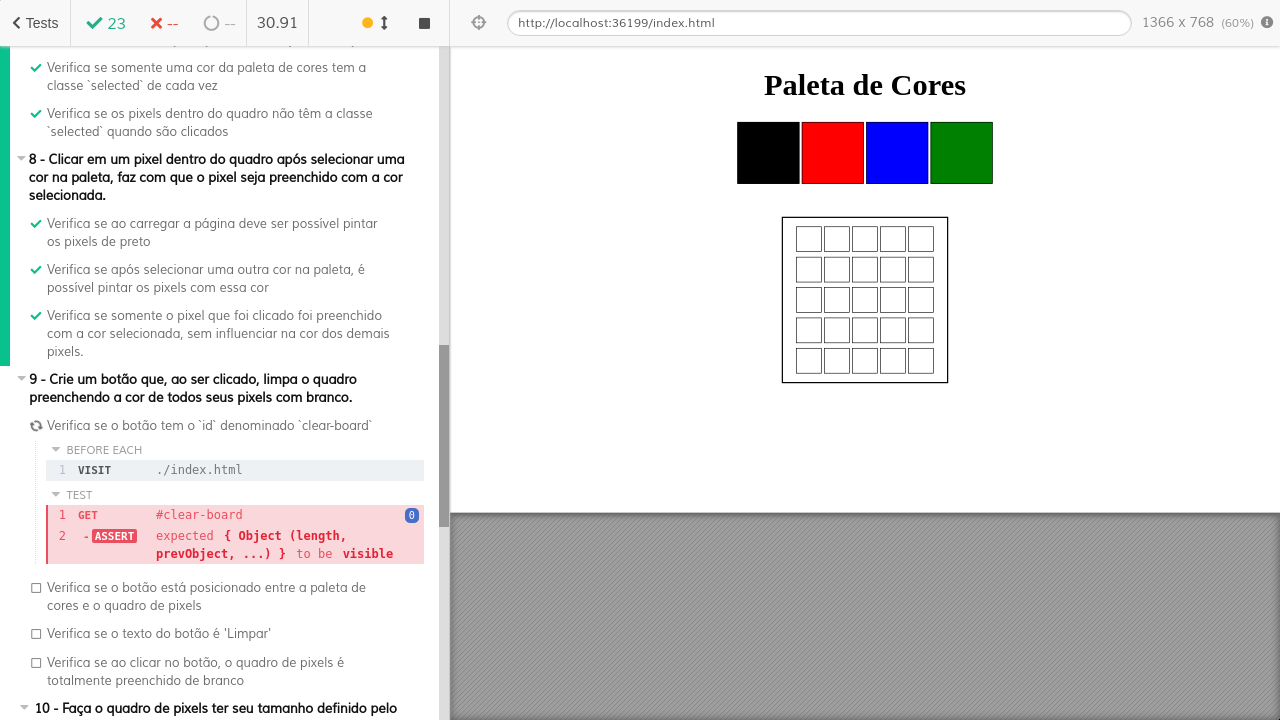 Tests
23
--
--
30.91
http://localhost:36199/index.html
1366 x 768 (60%)
Verifica se somente uma cor da paleta de cores tem a
classe `selected` de cada vez
Verifica se os pixels dentro do quadro não têm a classe
`selected` quando são clicados
8 - Clicar em um pixel dentro do quadro após selecionar uma
cor na paleta, faz com que o pixel seja preenchido com a cor
selecionada.
Verifica se ao carregar a página deve ser possível pintar
os pixels de preto
Verifica se após selecionar uma outra cor na paleta, é
possível pintar os pixels com essa cor
Verifica se somente o pixel que foi clicado foi preenchido
com a cor selecionada, sem influenciar na cor dos demais
pixels.
9 - Crie um botão que, ao ser clicado, limpa o quadro
preenchendo a cor de todos seus pixels com branco.
Verifica se o botão tem o `id` denominado `clear-board`
BEFORE EACH
1 VISIT ./index.html
TEST
1 GET #clear-board 0
2 -ASSERT expected { Object (length,
prevObject, ...) } to be visible
Verifica se o botão está posicionado entre a paleta de
cores e o quadro de pixels
Verifica se o texto do botão é 'Limpar'
Verifica se ao clicar no botão, o quadro de pixels é
totalmente preenchido de branco
10 - Faça o quadro de pixels ter seu tamanho definido pelo
Paleta de Cores